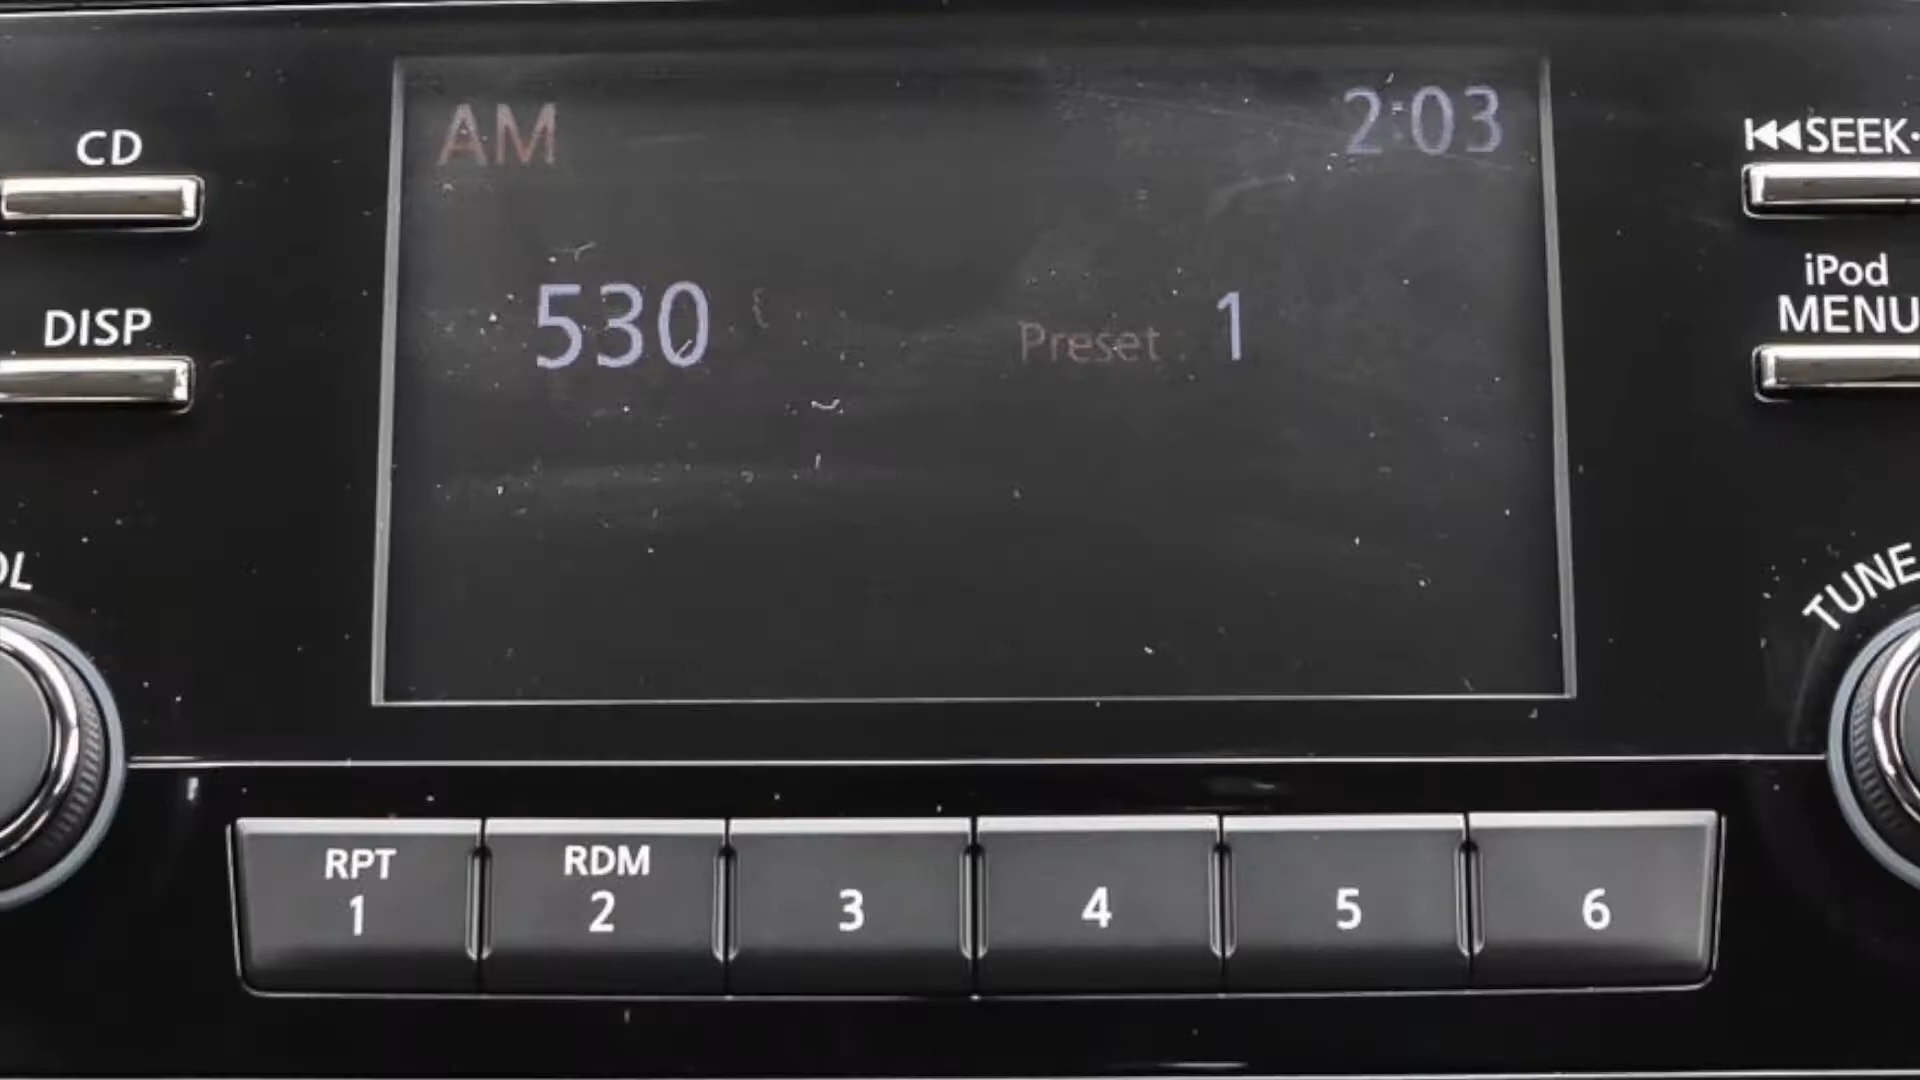 CD
DISP
OL
AM
2:03
530
Preset 1
SEEK
iPod
MENU
TUNE
RPT
1
RDM
2
3
4
5
6